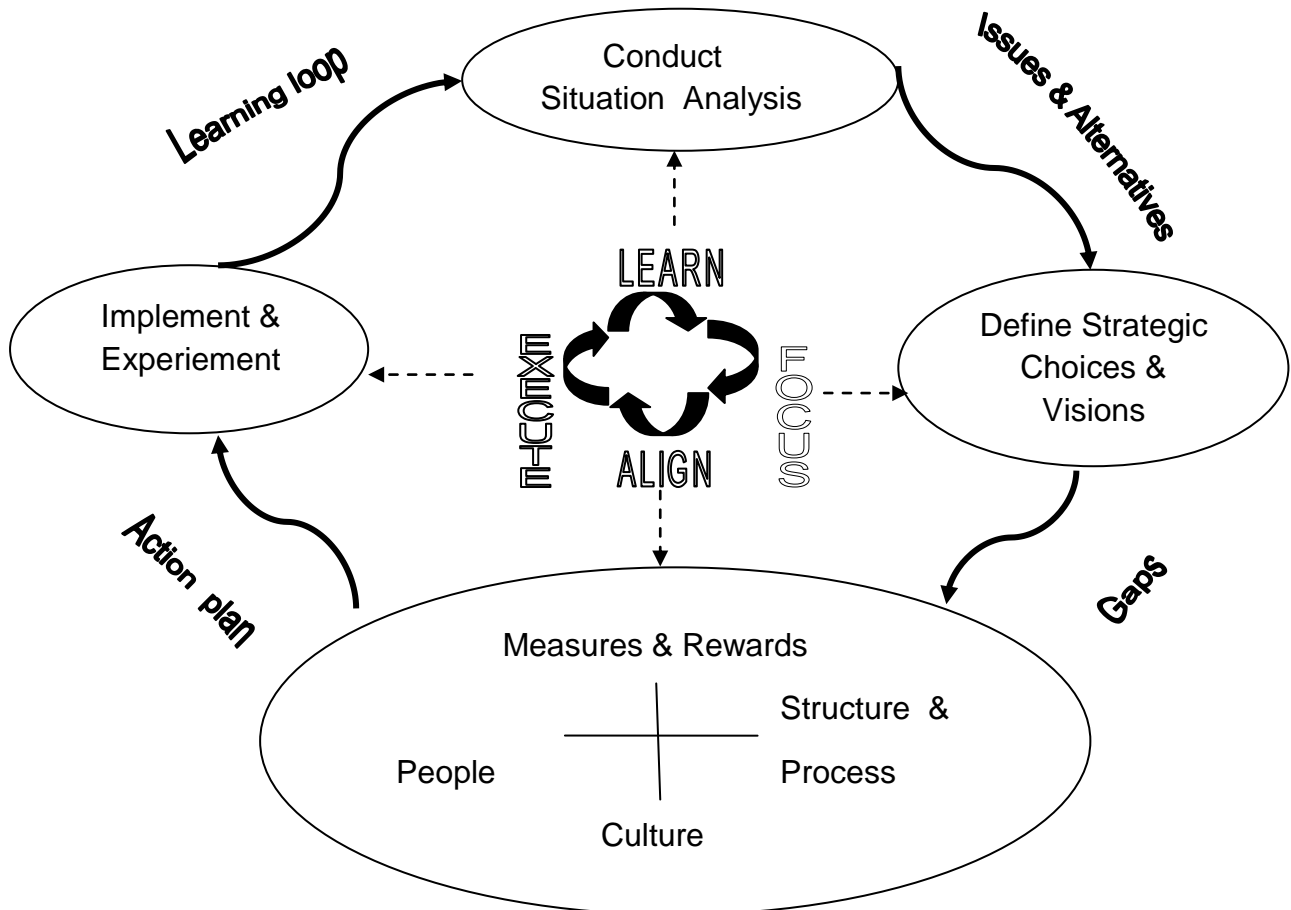 Conduct
Situation Analysis
Learning loop
Issues & Alternatives
LEARN
Implement &
Experiement
EXECUTE
FOCUS
Define Strategic
Choices &
Visions
ALIGN
Action plan
Gaps
Measures & Rewards
Structure &
People
Process
Culture